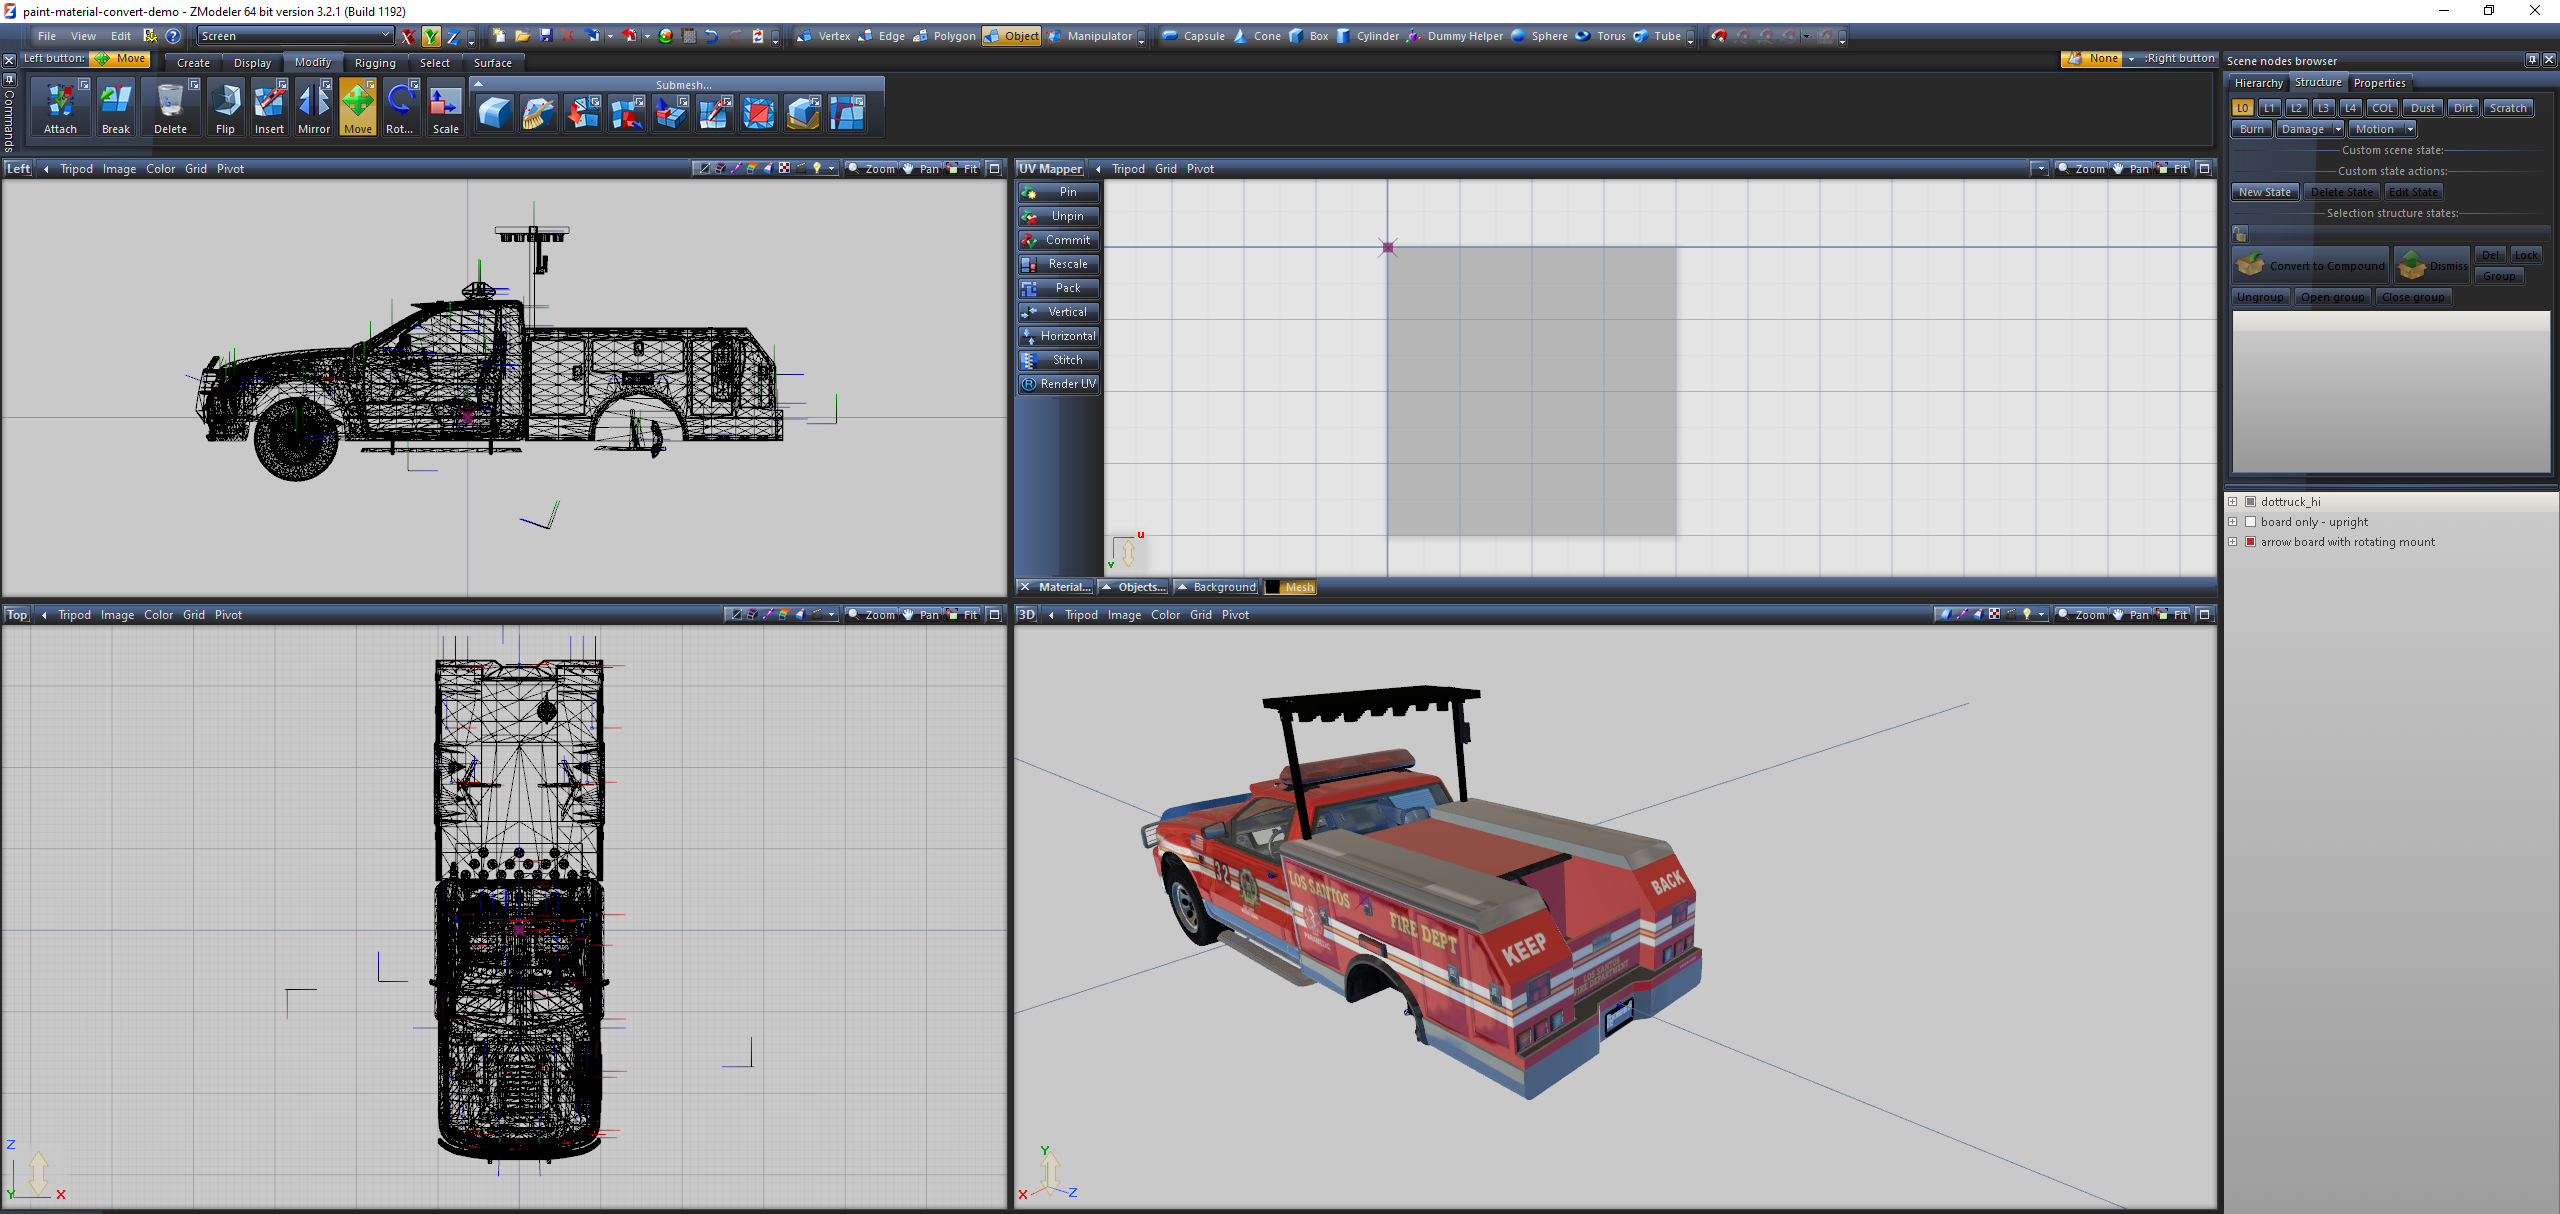 paint-material-convert-demo - ZModeler 64 bit version 3.2.1 (Build 1192)
File View Edit Screen X Y Z Vertex Edge Polygon Object Manipulator Capsule Cone Box Cylinder Dummy Helper Sphere Torus Tube
Left button: Move
None :Right button
Create Display Modify Rigging Select Surface
Commands
Submesh...
Attach Break Delete Flip Insert Mirror Move Rot... Scale
Left Tripod Image Color Grid Pivot Zoom Pan Fit
UV Mapper Tripod Grid Pivot Zoom Pan Fit
Pin
Unpin
Commit
Rescale
Pack
Vertical
Horizontal
Stitch
Render UV
u
v
Material... Objects... Background Mesh
Top Tripod Image Color Grid Pivot Zoom Pan Fit
Z
Y X
3D Tripod Image Color Grid Pivot Zoom Pan Fit
32
LOS SANTOS
FIRE DEPT
PARAMEDIC
KEEP
BACK
LOS SANTOS
FIRE DEPARTMENT
Y
X Z
Scene nodes browser
Hierarchy Structure Properties
L0 L1 L2 L3 L4 COL Dust Dirt Scratch
Burn Damage Motion
Custom scene state:
Custom state actions:
New State Delete State Edit State
Selection structure states:
Convert to Compound Dismiss Del Lock
Group
Ungroup Open group Close group
dottruck_hi
board only - upright
arrow board with rotating mount